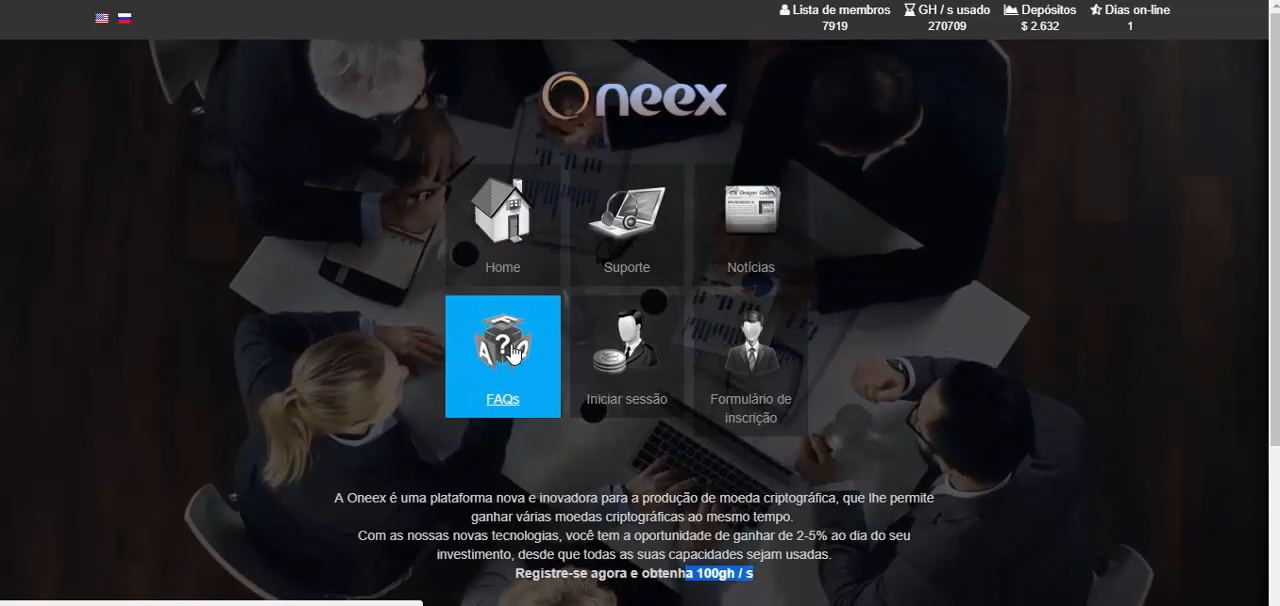 Lista de membros
7919
GH / s usado
270709
Depósitos
$ 2.632
Dias on-line
1
Oneex
Home
Suporte
Notícias
FAQs
Iniciar sessão
Formulário de
inscrição
A Oneex é uma plataforma nova e inovadora para a produção de moeda criptográfica, que lhe permite
ganhar várias moedas criptográficas ao mesmo tempo.
Com as nossas novas tecnologias, você tem a oportunidade de ganhar de 2-5% ao dia do seu
investimento, desde que todas as suas capacidades sejam usadas.
Registre-se agora e obtenha 100gh / s